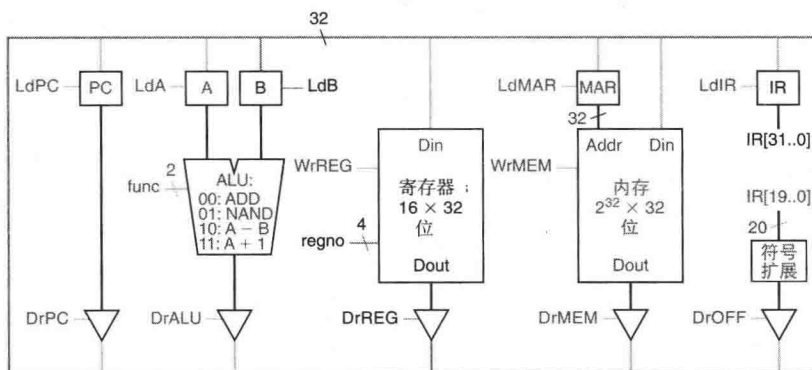 32
LdPC
PC
LdA
A
B
LdB
LdMAR
MAR
LdIR
IR
32
IR[31..0]
Din
Addr Din
WrREG
WrMEM
2
func
ALU:
00: ADD
01: NAND
10: A − B
11: A + 1
寄存器:
16 × 32
位
4
regno
内存
2³² × 32
位
IR[19..0]
20
符号
扩展
Dout
Dout
DrPC
DrALU
DrREG
DrMEM
DrOFF